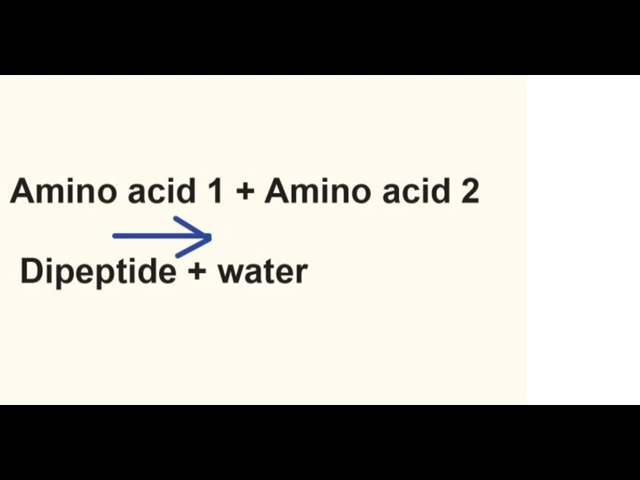 Amino acid 1 + Amino acid 2
Dipeptide + water